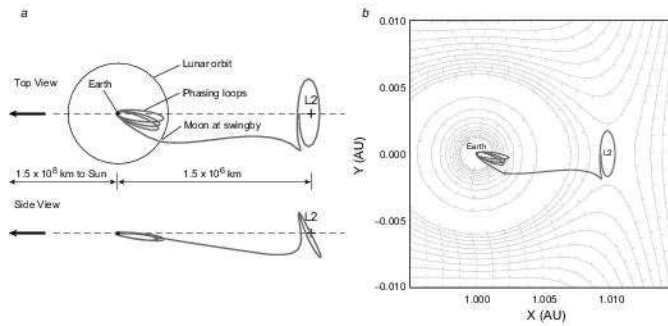 a
Top View
Lunar orbit
Earth
Phasing loops
L2
Moon at swingby
1.5 x 10⁸ km to Sun
1.5 x 10⁶ km
Side View
L2
b
0.010
0.005
0.000
-0.005
-0.010
Y (AU)
Earth
L2
1.000
1.005
1.010
X (AU)